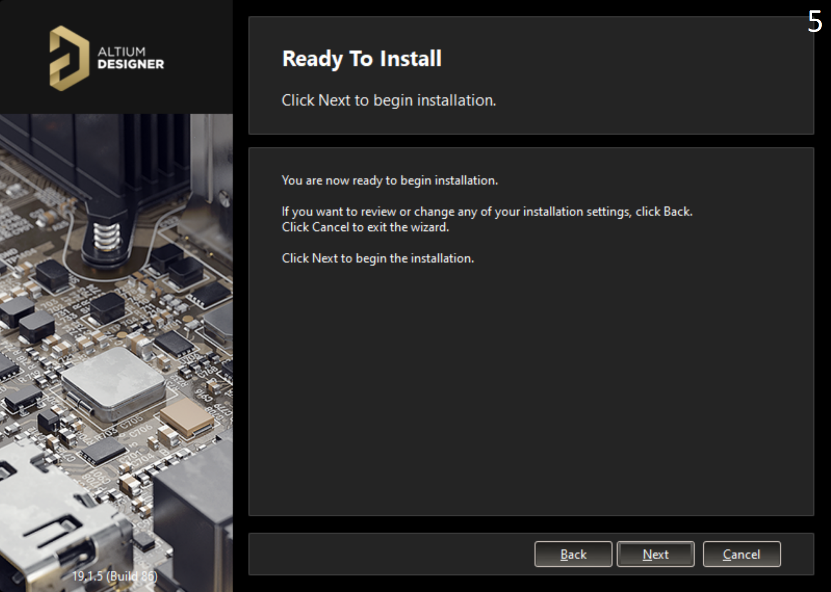 5
ALTIUM
DESIGNER
Ready To Install
Click Next to begin installation.
You are now ready to begin installation.
If you want to review or change any of your installation settings, click Back.
Click Cancel to exit the wizard.
Click Next to begin the installation.
19.1.5 (Build 86)
Back
Next
Cancel